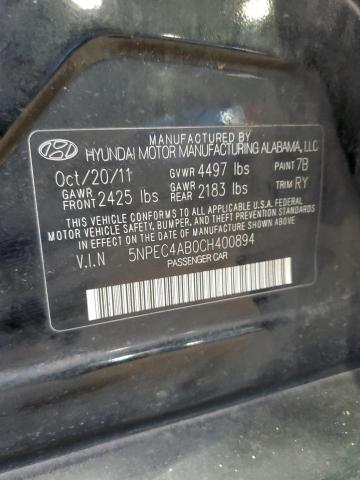 MANUFACTURED BY
HYUNDAI MOTOR MANUFACTURING ALABAMA, LLC
Oct/20/11 GVWR 4497 lbs PAINT 7B
GAWR FRONT 2425 lbs GAWR REAR 2183 lbs TRIM RY
THIS VEHICLE CONFORMS TO ALL APPLICABLE U.S.A FEDERAL
MOTOR VEHICLE SAFETY, BUMPER, AND THEFT PREVENTION
STANDARDS IN EFFECT ON THE DATE OF MANUFACTURE SHOWN ABOVE.
V.I.N 5NPEC4AB0CH400894
PASSENGER CAR